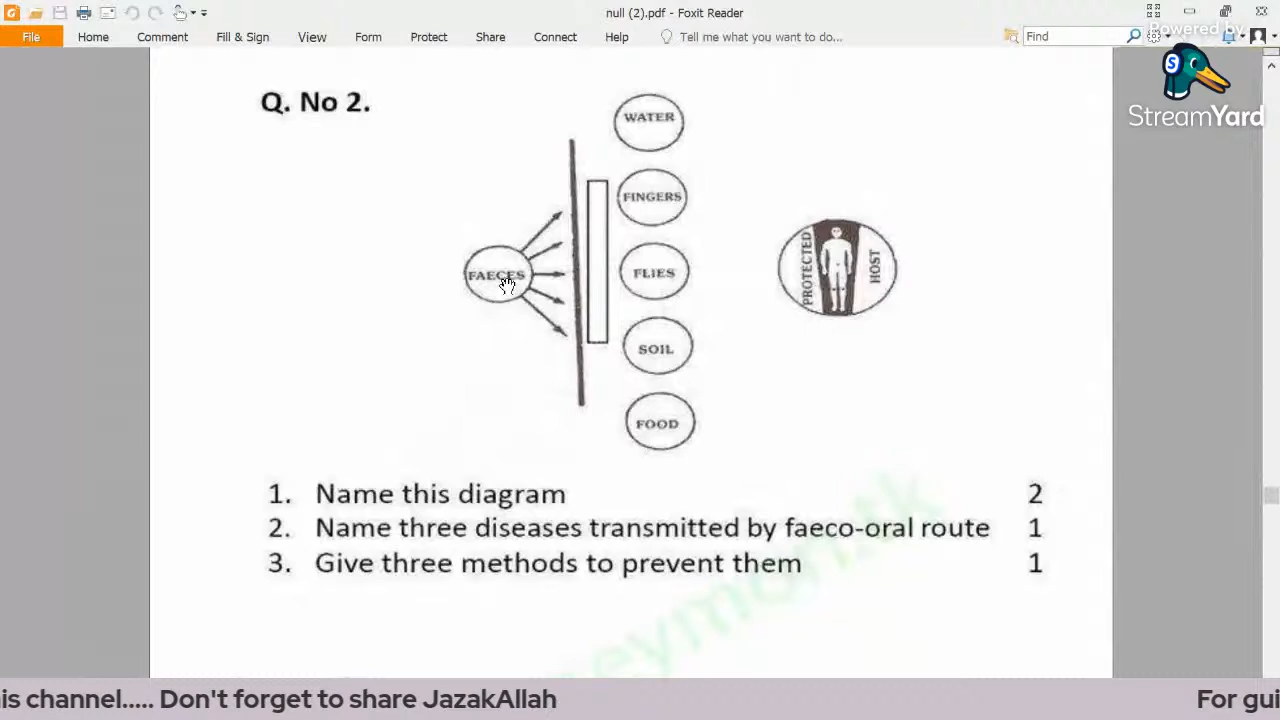 null (2).pdf - Foxit Reader
File Home Comment Fill & Sign View Form Protect Share Connect Help Tell me what you want to do... Find
Powered by
S
StreamYard
Q. No 2.
WATER
FINGERS
FAECES
FLIES
PROTECTED
HOST
SOIL
FOOD
1. Name this diagram 2
2. Name three diseases transmitted by faeco-oral route 1
3. Give three methods to prevent them 1
his channel..... Don't forget to share JazakAllah
For gui